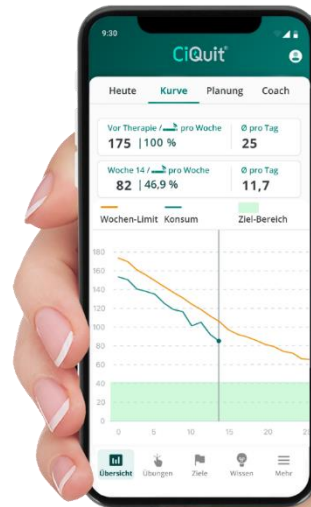 9:30
CiQuit®
Heute Kurve Planung Coach
Vor Therapie / pro Woche Ø pro Tag
175 | 100 % 25
Woche 14 / pro Woche Ø pro Tag
82 | 46,9 % 11,7
Wochen-Limit Konsum Ziel-Bereich
180
160
140
120
100
80
60
40
20
0
0 5 10 15 20 25
Übersicht Übungen Ziele Wissen Mehr